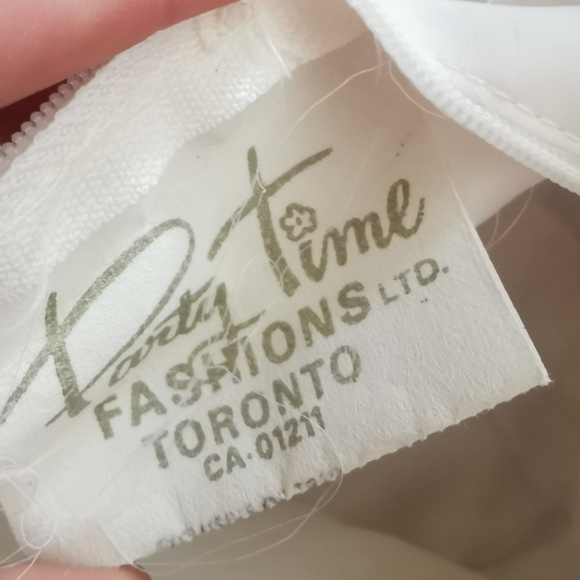 Party Time
FASHIONS LTD.
TORONTO
CA-01211